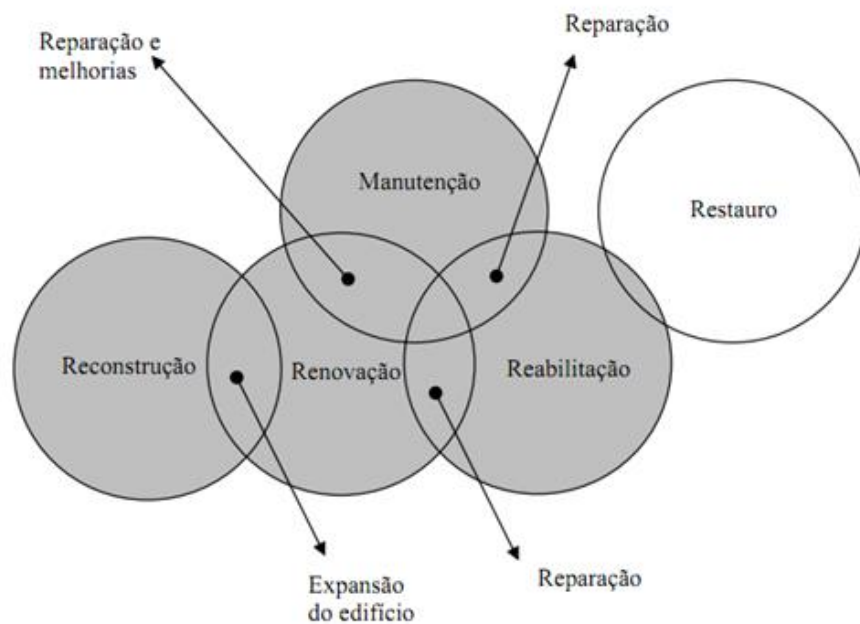 Reparação e
melhorias
Reparação
Manutenção
Restauro
Reconstrução
Renovação
Reabilitação
Expansão
do edifício
Reparação